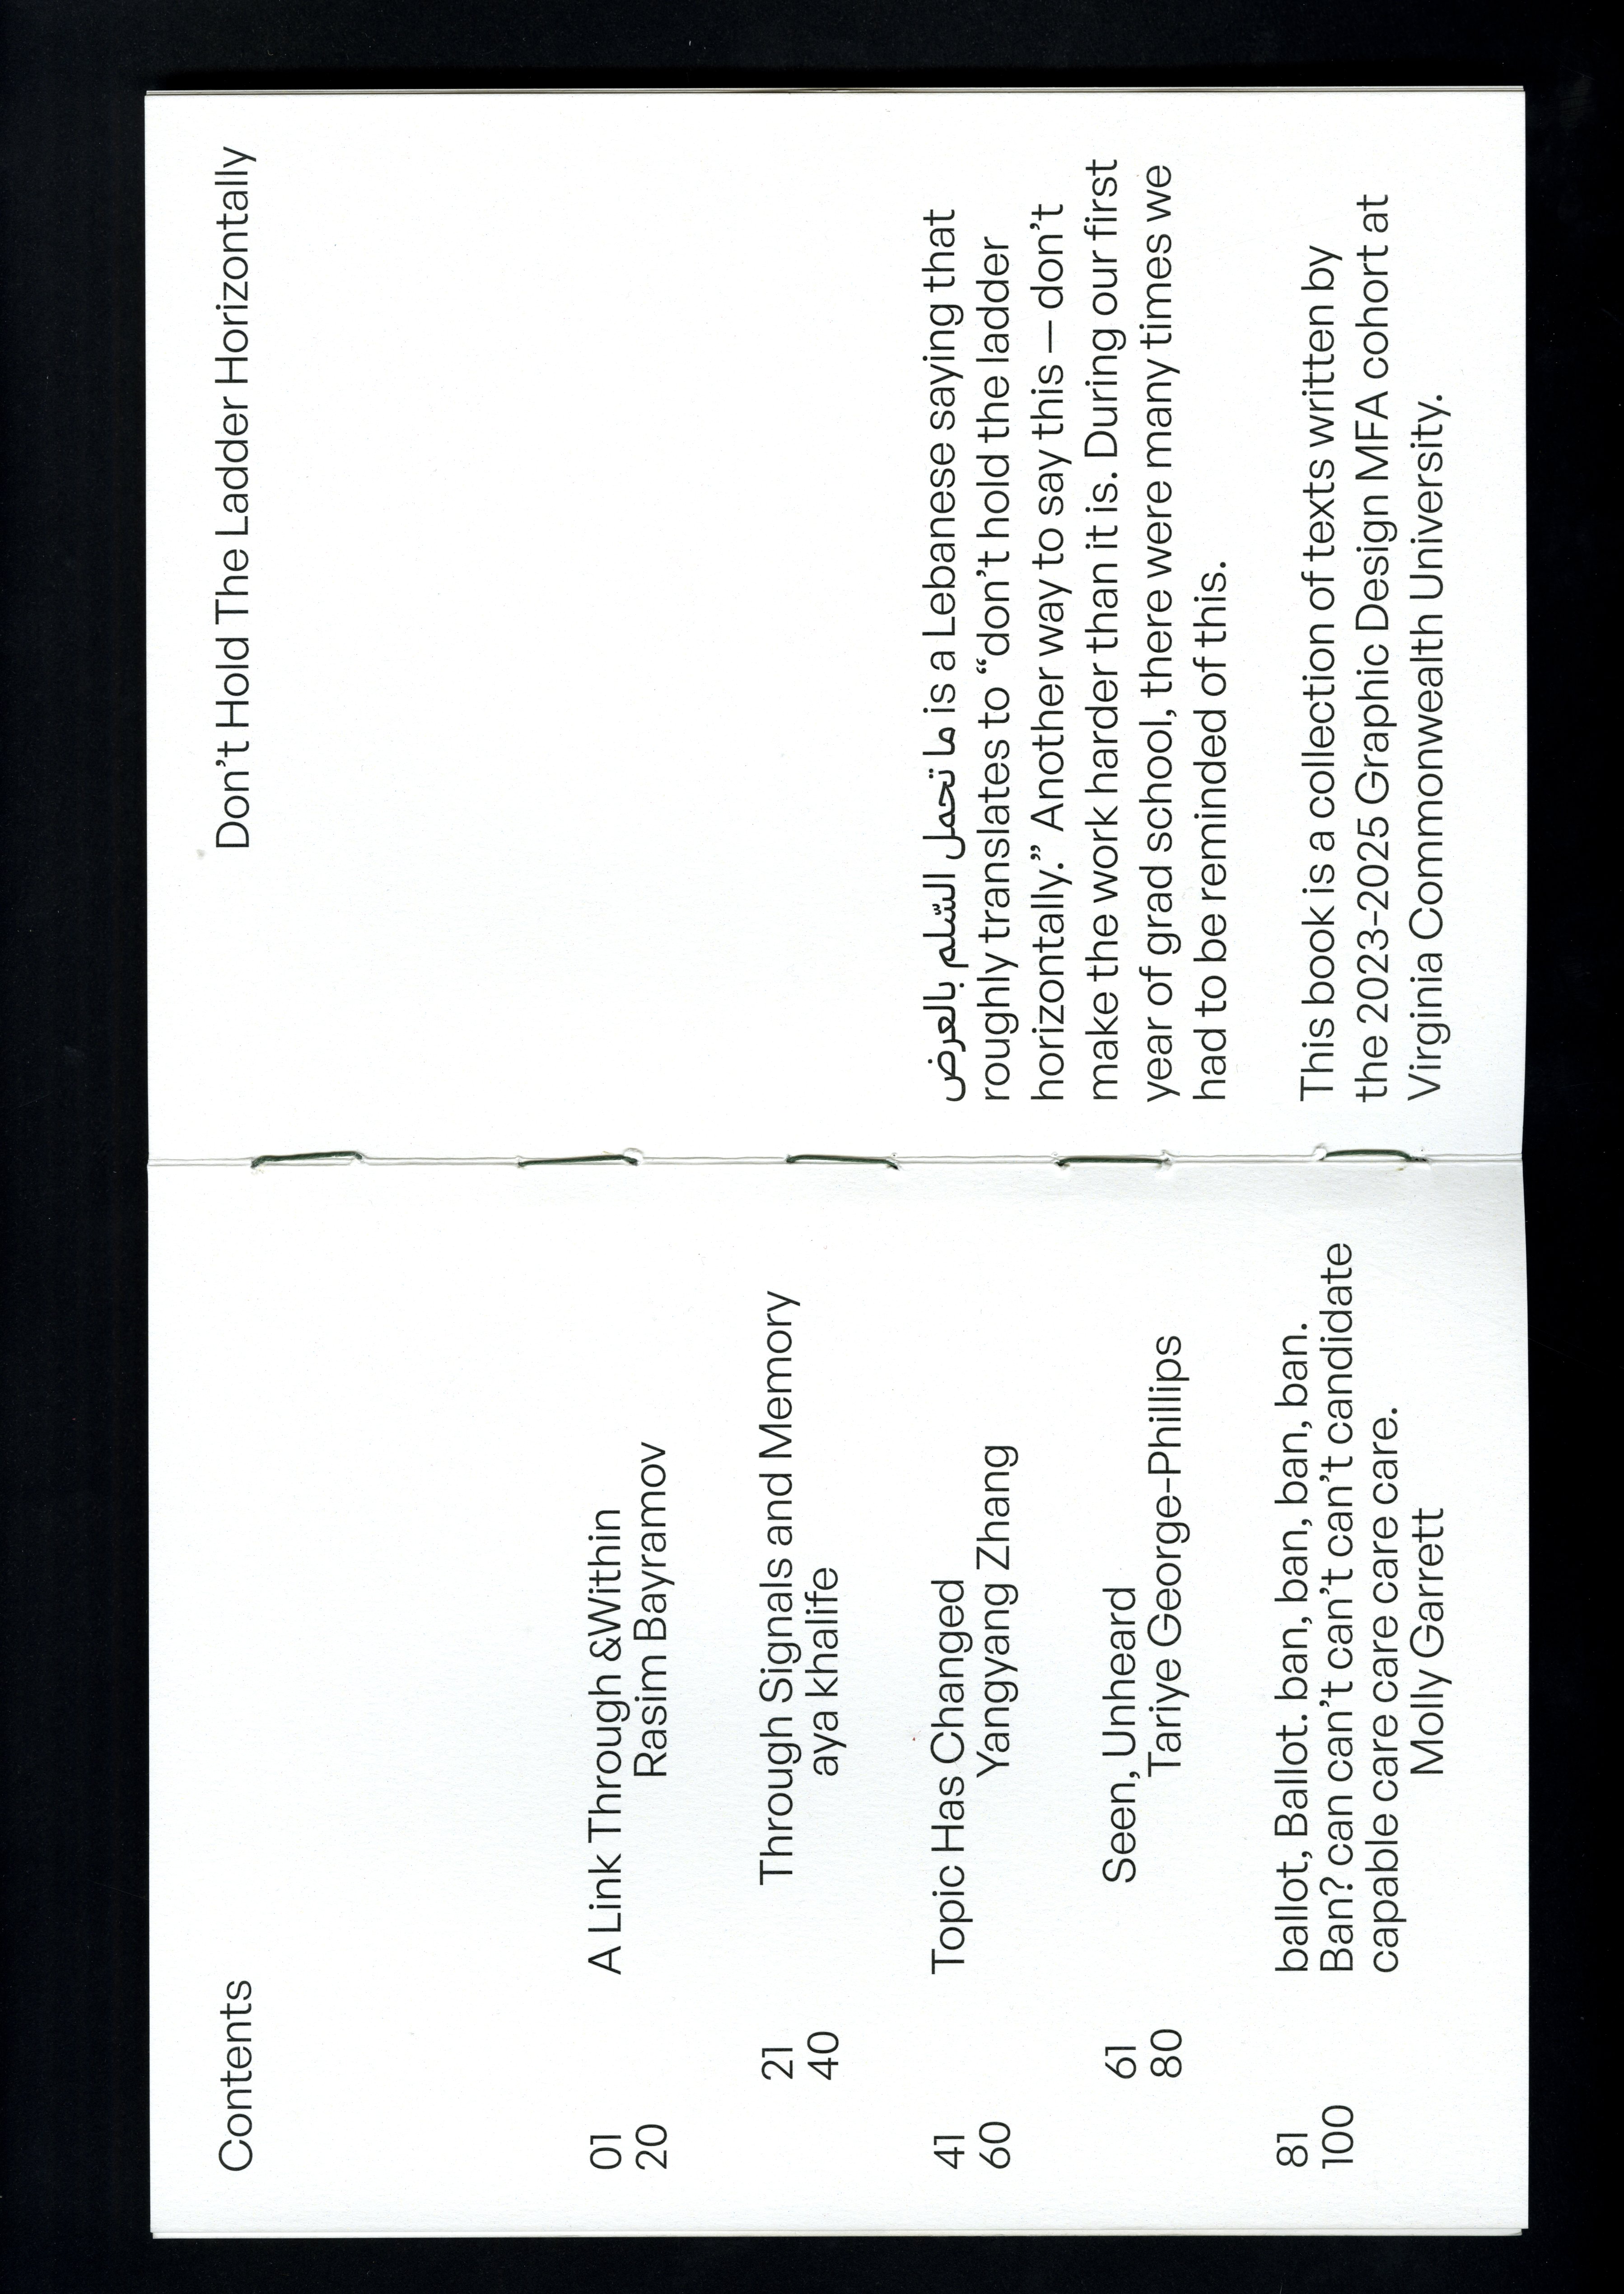 Contents
01
A Link Through &Within
20
Rasim Bayramov
21
Through Signals and Memory
40
aya khalife
41
Topic Has Changed
60
Yangyang Zhang
61
Seen, Unheard
80
Tariye George-Phillips
81
ballot, Ballot. ban, ban, ban, ban.
100
Ban? can can’t can’t can’t candidate
capable care care care care.
Molly Garrett
Don’t Hold The Ladder Horizontally
ما تحمل السّلم بالعرض is a Lebanese saying that
roughly translates to “don’t hold the ladder
horizontally.” Another way to say this — don’t
make the work harder than it is. During our first
year of grad school, there were many times we
had to be reminded of this.
This book is a collection of texts written by
the 2023-2025 Graphic Design MFA cohort at
Virginia Commonwealth University.